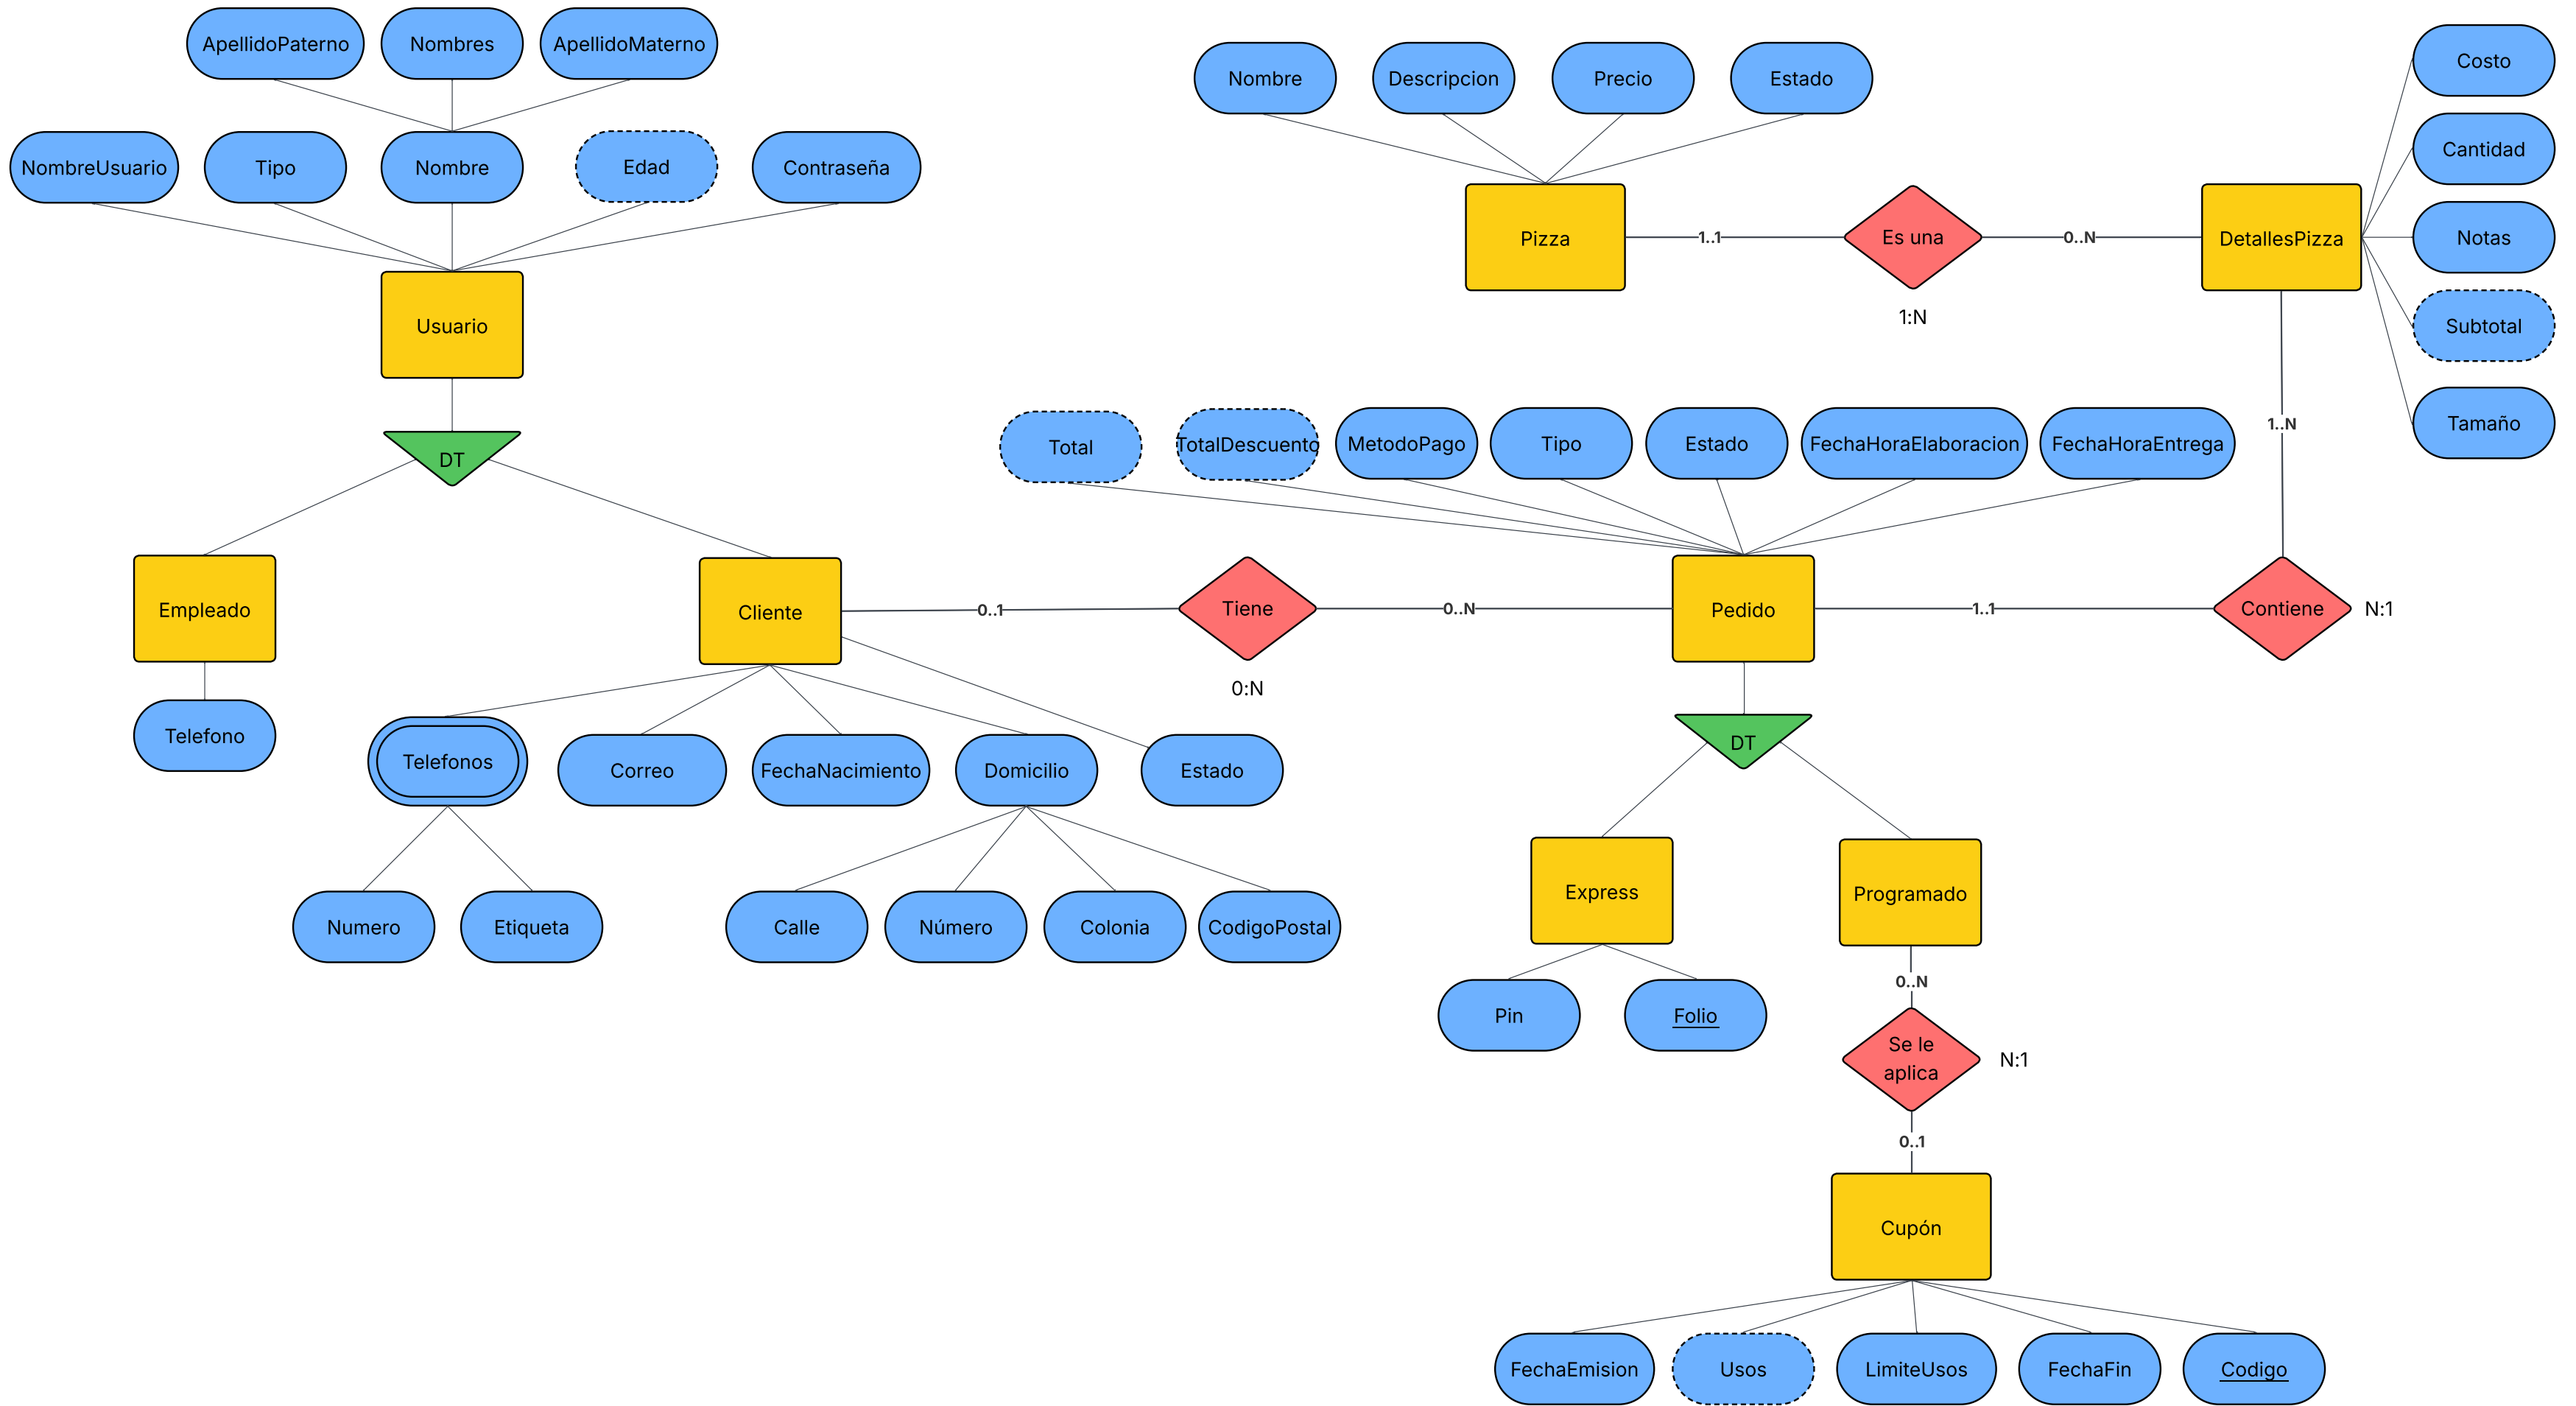 ApellidoPaterno
Nombres
ApellidoMaterno
NombreUsuario
Tipo
Nombre
Edad
Contraseña
Usuario
DT
Empleado
Telefono
Cliente
Telefonos
Correo
FechaNacimiento
Domicilio
Estado
Numero
Etiqueta
Calle
Número
Colonia
CodigoPostal
0..1
Tiene
0:N
0..N
Nombre
Descripcion
Precio
Estado
Pizza
1..1
Es una
1:N
0..N
DetallesPizza
Costo
Cantidad
Notas
Subtotal
Tamaño
1..N
Contiene
N:1
1..1
Total
TotalDescuento
MetodoPago
Tipo
Estado
FechaHoraElaboracion
FechaHoraEntrega
Pedido
DT
Express
Programado
Pin
Folio
0..N
Se le
aplica
N:1
0..1
Cupón
FechaEmision
Usos
LimiteUsos
FechaFin
Codigo